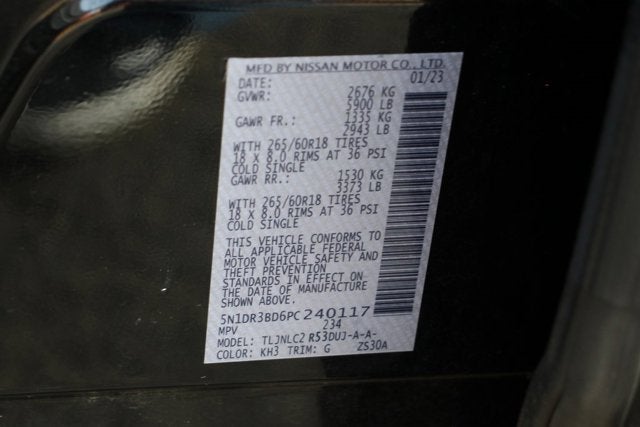 MFD BY NISSAN MOTOR CO., LTD.
DATE: 01/23
GVWR: 2676 KG
5900 LB
GAWR FR.: 1335 KG
2943 LB
WITH 265/60R18 TIRES
18 X 8.0 RIMS AT 36 PSI
COLD SINGLE
GAWR RR.: 1530 KG
3373 LB
WITH 265/60R18 TIRES
18 X 8.0 RIMS AT 36 PSI
COLD SINGLE
THIS VEHICLE CONFORMS TO
ALL APPLICABLE FEDERAL
MOTOR VEHICLE SAFETY AND
THEFT PREVENTION
STANDARDS IN EFFECT ON
THE DATE OF MANUFACTURE
SHOWN ABOVE.
5N1DR3BD6PC240117
MPV 234
MODEL: TLJNLC2 R53DUJ-A-A-
COLOR: KH3 TRIM: G ZS30A